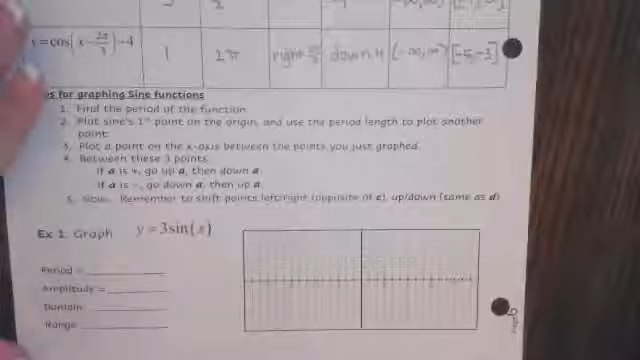 y = cos(x - 2π/3) - 4 1 2π right down 4 (-∞, ∞) [-5, -3]
for graphing Sine functions
1. Find the period of the function.
2. Plot sine's 1st point on the origin, and use the period length to plot another
point.
3. Plot a point on the x-axis between the points you just graphed.
4. Between these 3 points
If a is +, go up a, then down a.
If a is -, go down a, then up a.
5. Remember to shift points left/right (opposite of c), up/down (same as d)
Ex 1: Graph y = 3sin(x)
Period =
Amplitude =
Domain:
Range: